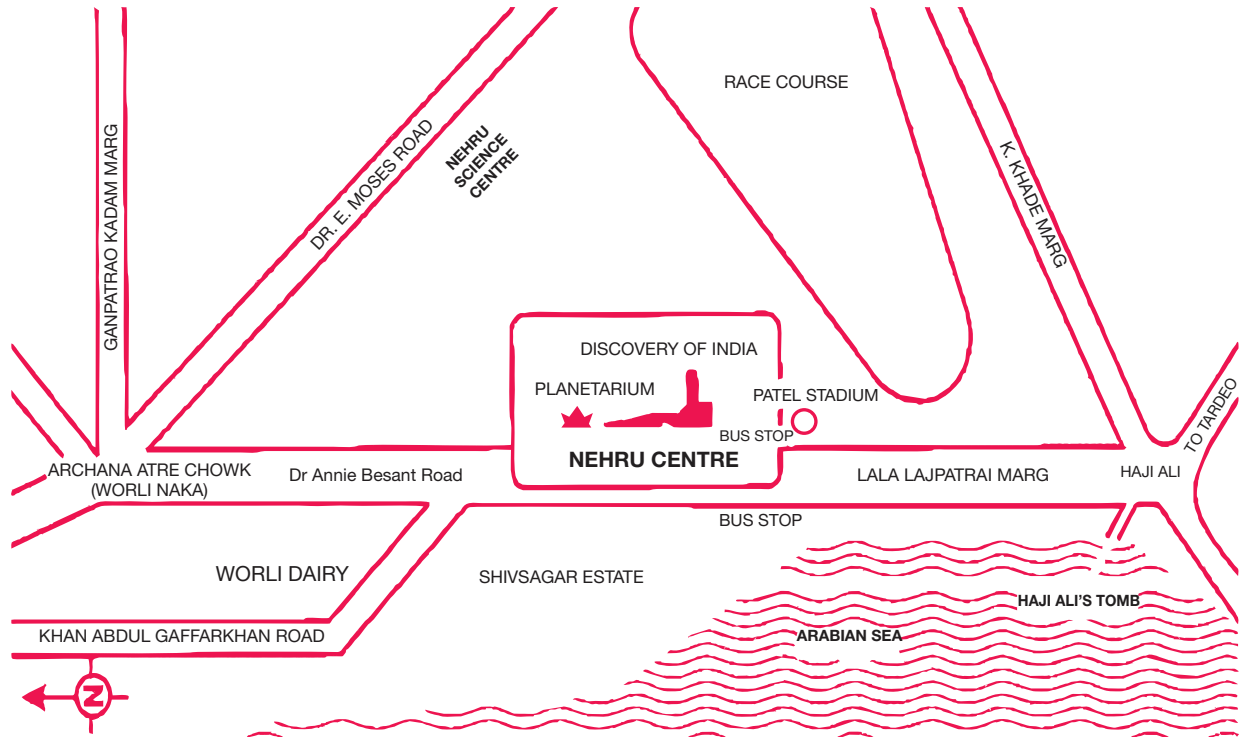 RACE COURSE
GANPATRAO KADAM MARG
DR. E. MOSES ROAD
NEHRU
SCIENCE
CENTRE
K. KHADE MARG
DISCOVERY OF INDIA
PLANETARIUM
PATEL STADIUM
BUS STOP
NEHRU CENTRE
TO TARDEO
ARCHANA ATRE CHOWK
(WORLI NAKA)
Dr Annie Besant Road
LALA LAJPATRAI MARG
HAJI ALI
BUS STOP
WORLI DAIRY
SHIVSAGAR ESTATE
HAJI ALI'S TOMB
KHAN ABDUL GAFFARKHAN ROAD
ARABIAN SEA
N